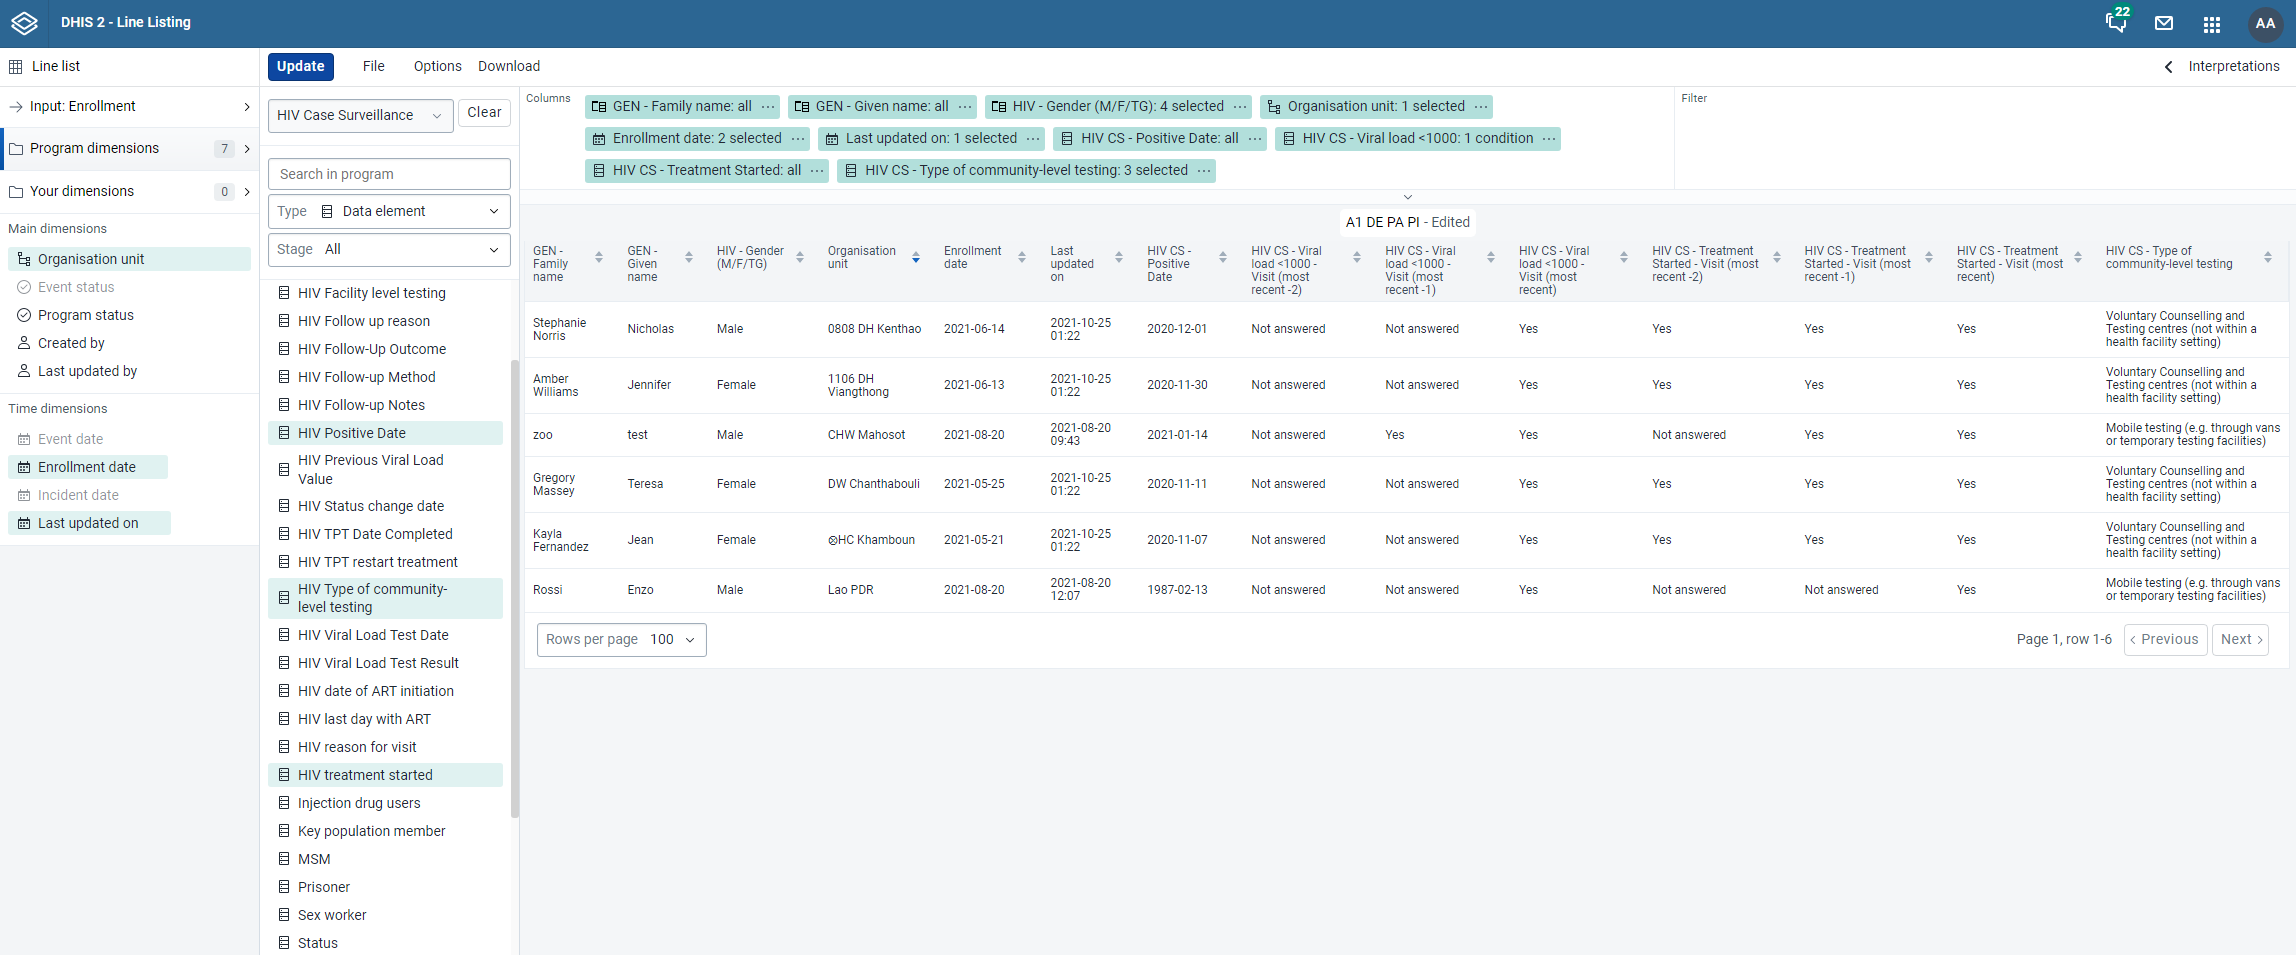 DHIS 2 - Line Listing
22
AA
Line list
Update
File
Options
Download
Interpretations
Input: Enrollment
Program dimensions
7
Your dimensions
0
Main dimensions
Organisation unit
Event status
Program status
Created by
Last updated by
Time dimensions
Event date
Enrollment date
Incident date
Last updated on
HIV Case Surveillance
Clear
Search in program
Type
Data element
Stage
All
HIV Facility level testing
HIV Follow up reason
HIV Follow-Up Outcome
HIV Follow-up Method
HIV Follow-up Notes
HIV Positive Date
HIV Previous Viral Load
Value
HIV Status change date
HIV TPT Date Completed
HIV TPT restart treatment
HIV Type of community-
level testing
HIV Viral Load Test Date
HIV Viral Load Test Result
HIV date of ART initiation
HIV last day with ART
HIV reason for visit
HIV treatment started
Injection drug users
Key population member
MSM
Prisoner
Sex worker
Status
Columns
GEN - Family name: all ···
GEN - Given name: all ···
HIV - Gender (M/F/TG): 4 selected ···
Organisation unit: 1 selected ···
Enrollment date: 2 selected ···
Last updated on: 1 selected ···
HIV CS - Positive Date: all ···
HIV CS - Viral load <1000: 1 condition ···
HIV CS - Treatment Started: all ···
HIV CS - Type of community-level testing: 3 selected ···
Filter
A1 DE PA PI - Edited
GEN -
Family
name
GEN -
Given
name
HIV - Gender
(M/F/TG)
Organisation
unit
Enrollment
date
Last
updated
on
HIV CS -
Positive
Date
HIV CS - Viral
load <1000 -
Visit (most
recent -2)
HIV CS - Viral
load <1000 -
Visit (most
recent -1)
HIV CS - Viral
load <1000 -
Visit (most
recent)
HIV CS - Treatment
Started - Visit (most
recent -2)
HIV CS - Treatment
Started - Visit (most
recent -1)
HIV CS - Treatment
Started - Visit (most
recent)
HIV CS - Type of
community-level testing
Stephanie
Norris
Nicholas
Male
0808 DH Kenthao
2021-06-14
2021-10-25
01:22
2020-12-01
Not answered
Not answered
Yes
Yes
Yes
Yes
Voluntary Counselling and
Testing centres (not within a
health facility setting)
Amber
Williams
Jennifer
Female
1106 DH
Viangthong
2021-06-13
2021-10-25
01:22
2020-11-30
Not answered
Not answered
Yes
Yes
Yes
Yes
Voluntary Counselling and
Testing centres (not within a
health facility setting)
zoo
test
Male
CHW Mahosot
2021-08-20
2021-08-20
09:43
2021-01-14
Not answered
Yes
Yes
Not answered
Yes
Yes
Mobile testing (e.g. through vans
or temporary testing facilities)
Gregory
Massey
Teresa
Female
DW Chanthabouli
2021-05-25
2021-10-25
01:22
2020-11-11
Not answered
Not answered
Yes
Yes
Yes
Yes
Voluntary Counselling and
Testing centres (not within a
health facility setting)
Kayla
Fernandez
Jean
Female
⊗HC Khamboun
2021-05-21
2021-10-25
01:22
2020-11-07
Not answered
Not answered
Yes
Yes
Yes
Yes
Voluntary Counselling and
Testing centres (not within a
health facility setting)
Rossi
Enzo
Male
Lao PDR
2021-08-20
2021-08-20
12:07
1987-02-13
Not answered
Not answered
Yes
Not answered
Not answered
Yes
Mobile testing (e.g. through vans
or temporary testing facilities)
Rows per page 100
Page 1, row 1-6
Previous
Next